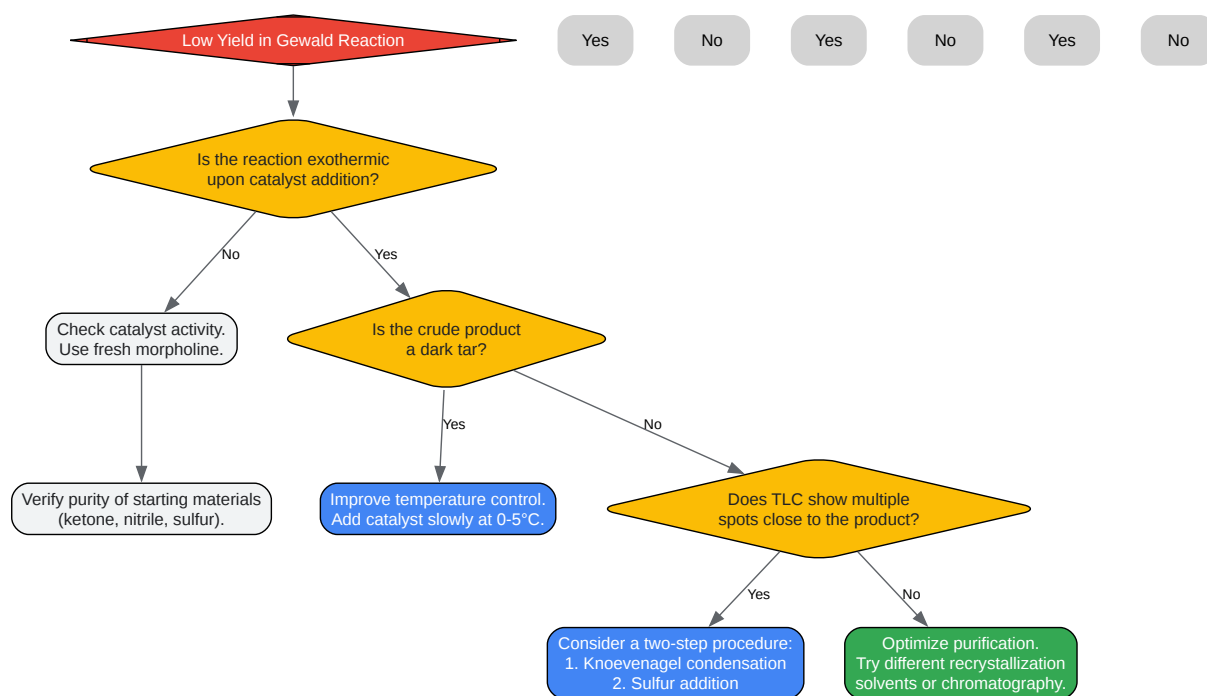 Low Yield in Gewald Reaction
Yes
No
Yes
No
Yes
No
Is the reaction exothermic
upon catalyst addition?
No
Yes
Check catalyst activity.
Use fresh morpholine.
Is the crude product
a dark tar?
Yes
No
Verify purity of starting materials
(ketone, nitrile, sulfur).
Improve temperature control.
Add catalyst slowly at 0-5°C.
Does TLC show multiple
spots close to the product?
Yes
No
Consider a two-step procedure:
1. Knoevenagel condensation
2. Sulfur addition
Optimize purification.
Try different recrystallization
solvents or chromatography.